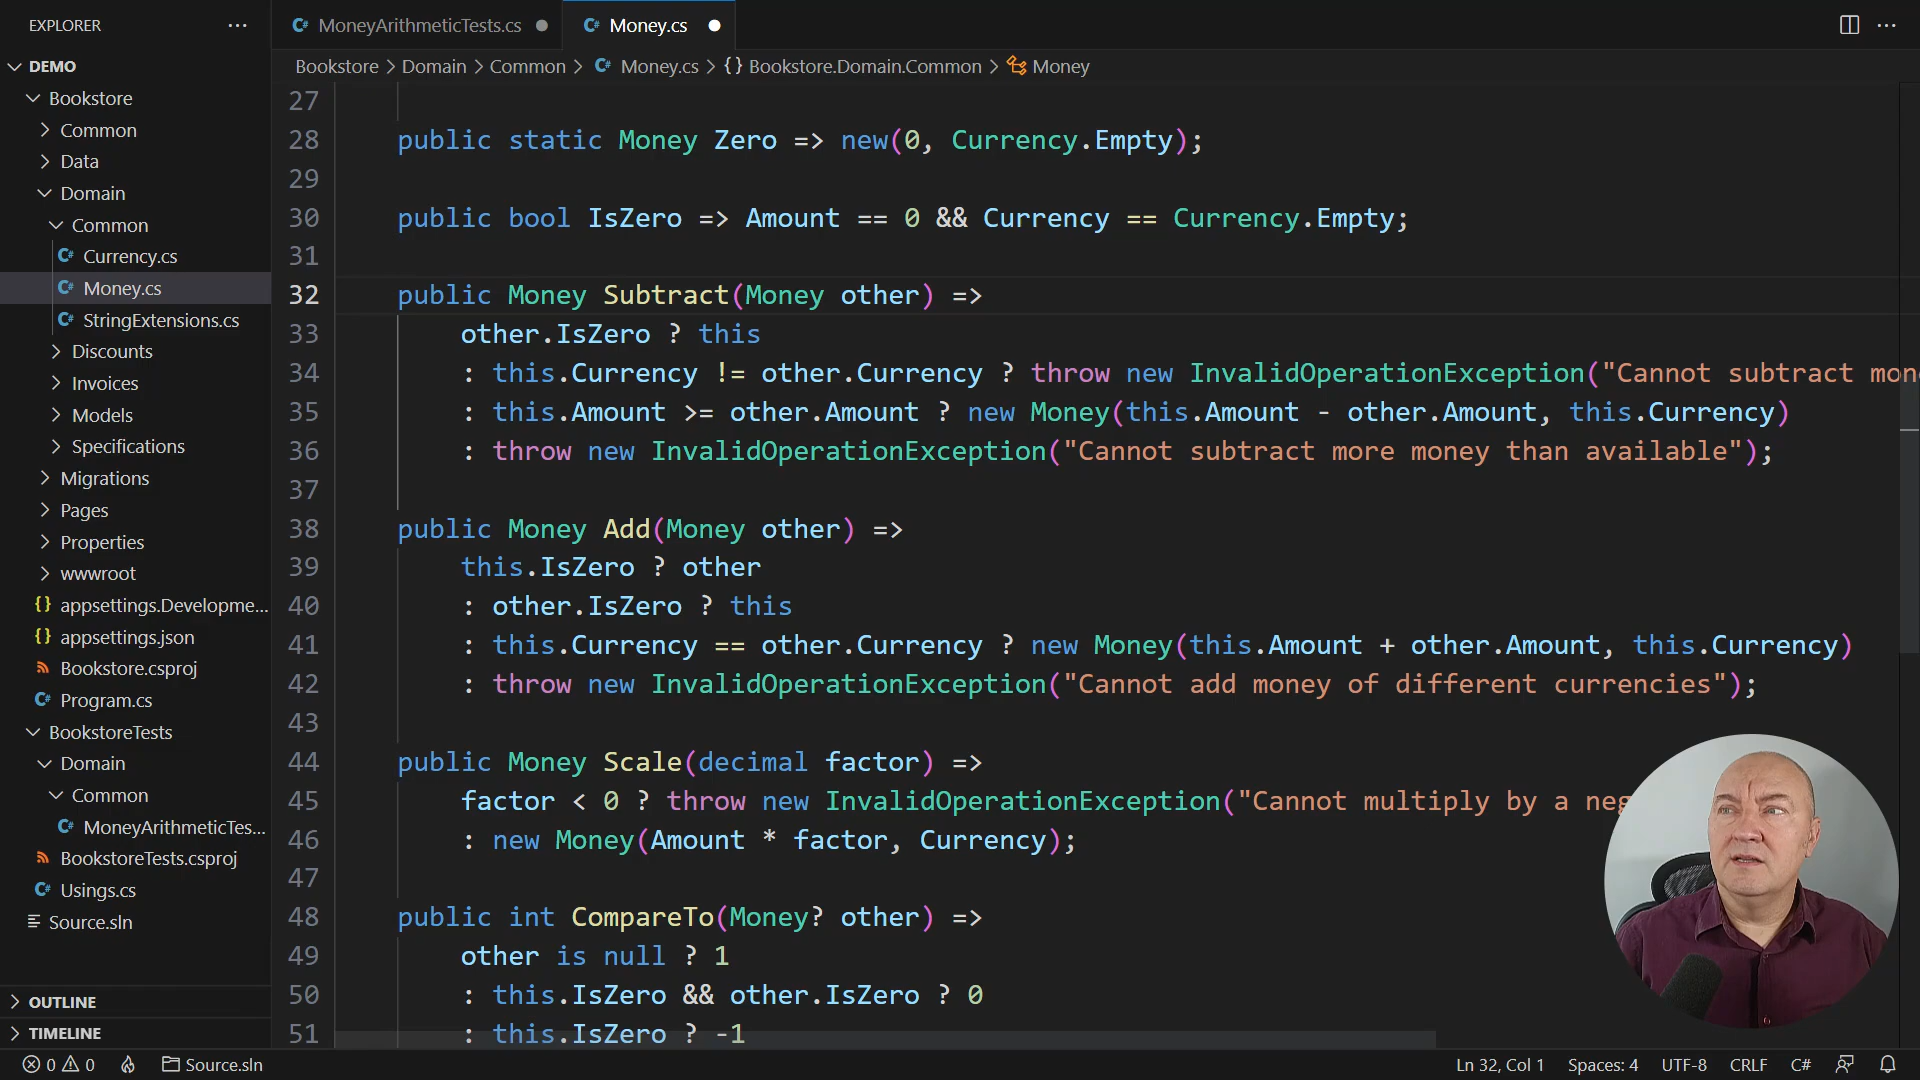 EXPLORER
DEMO
Bookstore
Common
Data
Domain
Common
Currency.cs
Money.cs
StringExtensions.cs
Discounts
Invoices
Models
Specifications
Migrations
Pages
Properties
wwwroot
appsettings.Developme...
appsettings.json
Bookstore.csproj
Program.cs
BookstoreTests
Domain
Common
MoneyArithmeticTes...
BookstoreTests.csproj
Usings.cs
Source.sln
OUTLINE
TIMELINE
MoneyArithmeticTests.cs
Money.cs
Bookstore > Domain > Common > Money.cs > {} Bookstore.Domain.Common > Money
27
28 public static Money Zero => new(0, Currency.Empty);
29
30 public bool IsZero => Amount == 0 && Currency == Currency.Empty;
31
32 public Money Subtract(Money other) =>
33 other.IsZero ? this
34 : this.Currency != other.Currency ? throw new InvalidOperationException("Cannot subtract mon
35 : this.Amount >= other.Amount ? new Money(this.Amount - other.Amount, this.Currency)
36 : throw new InvalidOperationException("Cannot subtract more money than available");
37
38 public Money Add(Money other) =>
39 this.IsZero ? other
40 : other.IsZero ? this
41 : this.Currency == other.Currency ? new Money(this.Amount + other.Amount, this.Currency)
42 : throw new InvalidOperationException("Cannot add money of different currencies");
43
44 public Money Scale(decimal factor) =>
45 factor < 0 ? throw new InvalidOperationException("Cannot multiply by a neg
46 : new Money(Amount * factor, Currency);
47
48 public int CompareTo(Money? other) =>
49 other is null ? 1
50 : this.IsZero && other.IsZero ? 0
51 : this.IsZero ? -1
0 0 Source.sln Ln 32, Col 1 Spaces: 4 UTF-8 CRLF C#